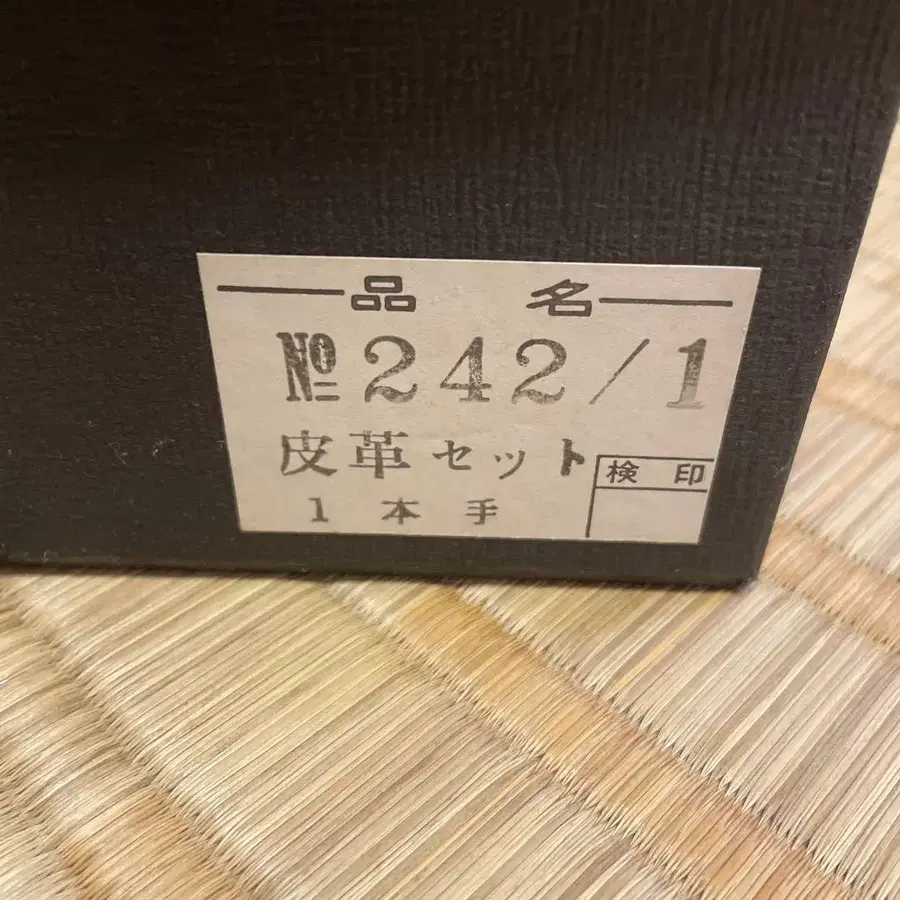 品 名
№242/1
皮革セット
1本手
検 印